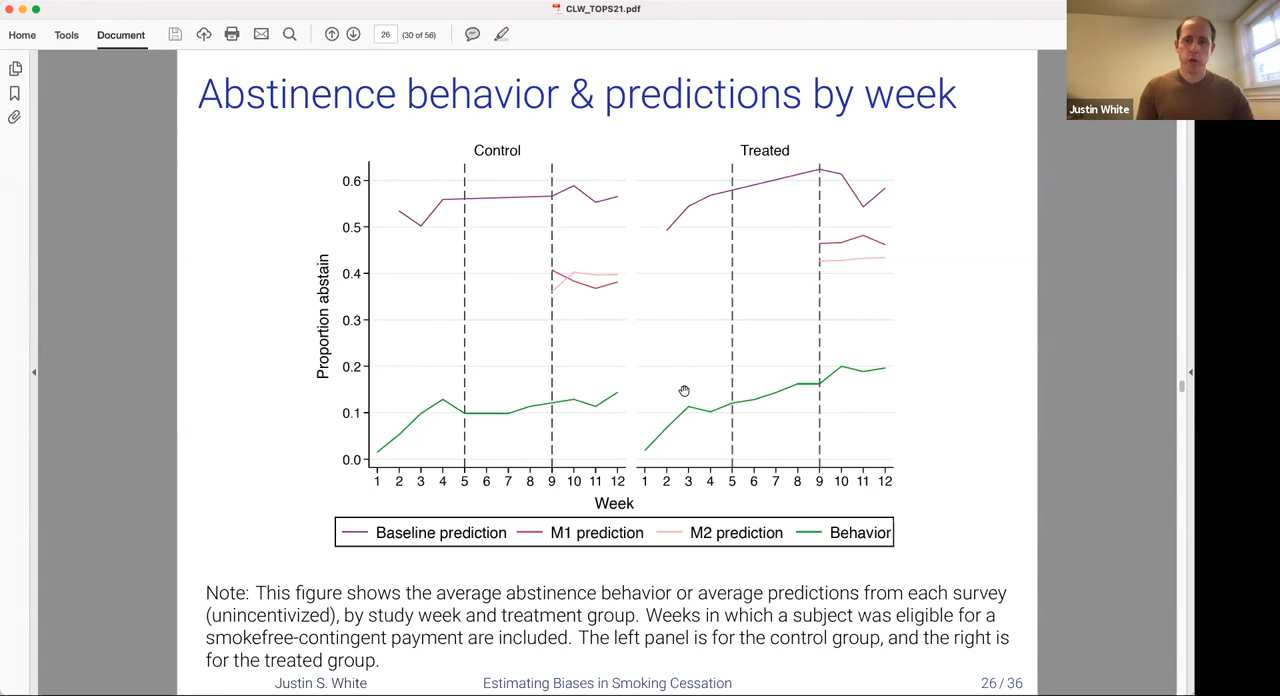 CLW_TOPS21.pdf
Home Tools Document 26 (30 of 56)
Justin White
Abstinence behavior & predictions by week
Control Treated
Proportion abstain
0.6
0.5
0.4
0.3
0.2
0.1
0.0
1 2 3 4 5 6 7 8 9 10 11 12 1 2 3 4 5 6 7 8 9 10 11 12
Week
Baseline prediction M1 prediction M2 prediction Behavior
Note: This figure shows the average abstinence behavior or average predictions from each survey
(unincentivized), by study week and treatment group. Weeks in which a subject was eligible for a
smokefree-contingent payment are included. The left panel is for the control group, and the right is
for the treated group.
Justin S. White Estimating Biases in Smoking Cessation 26 / 36